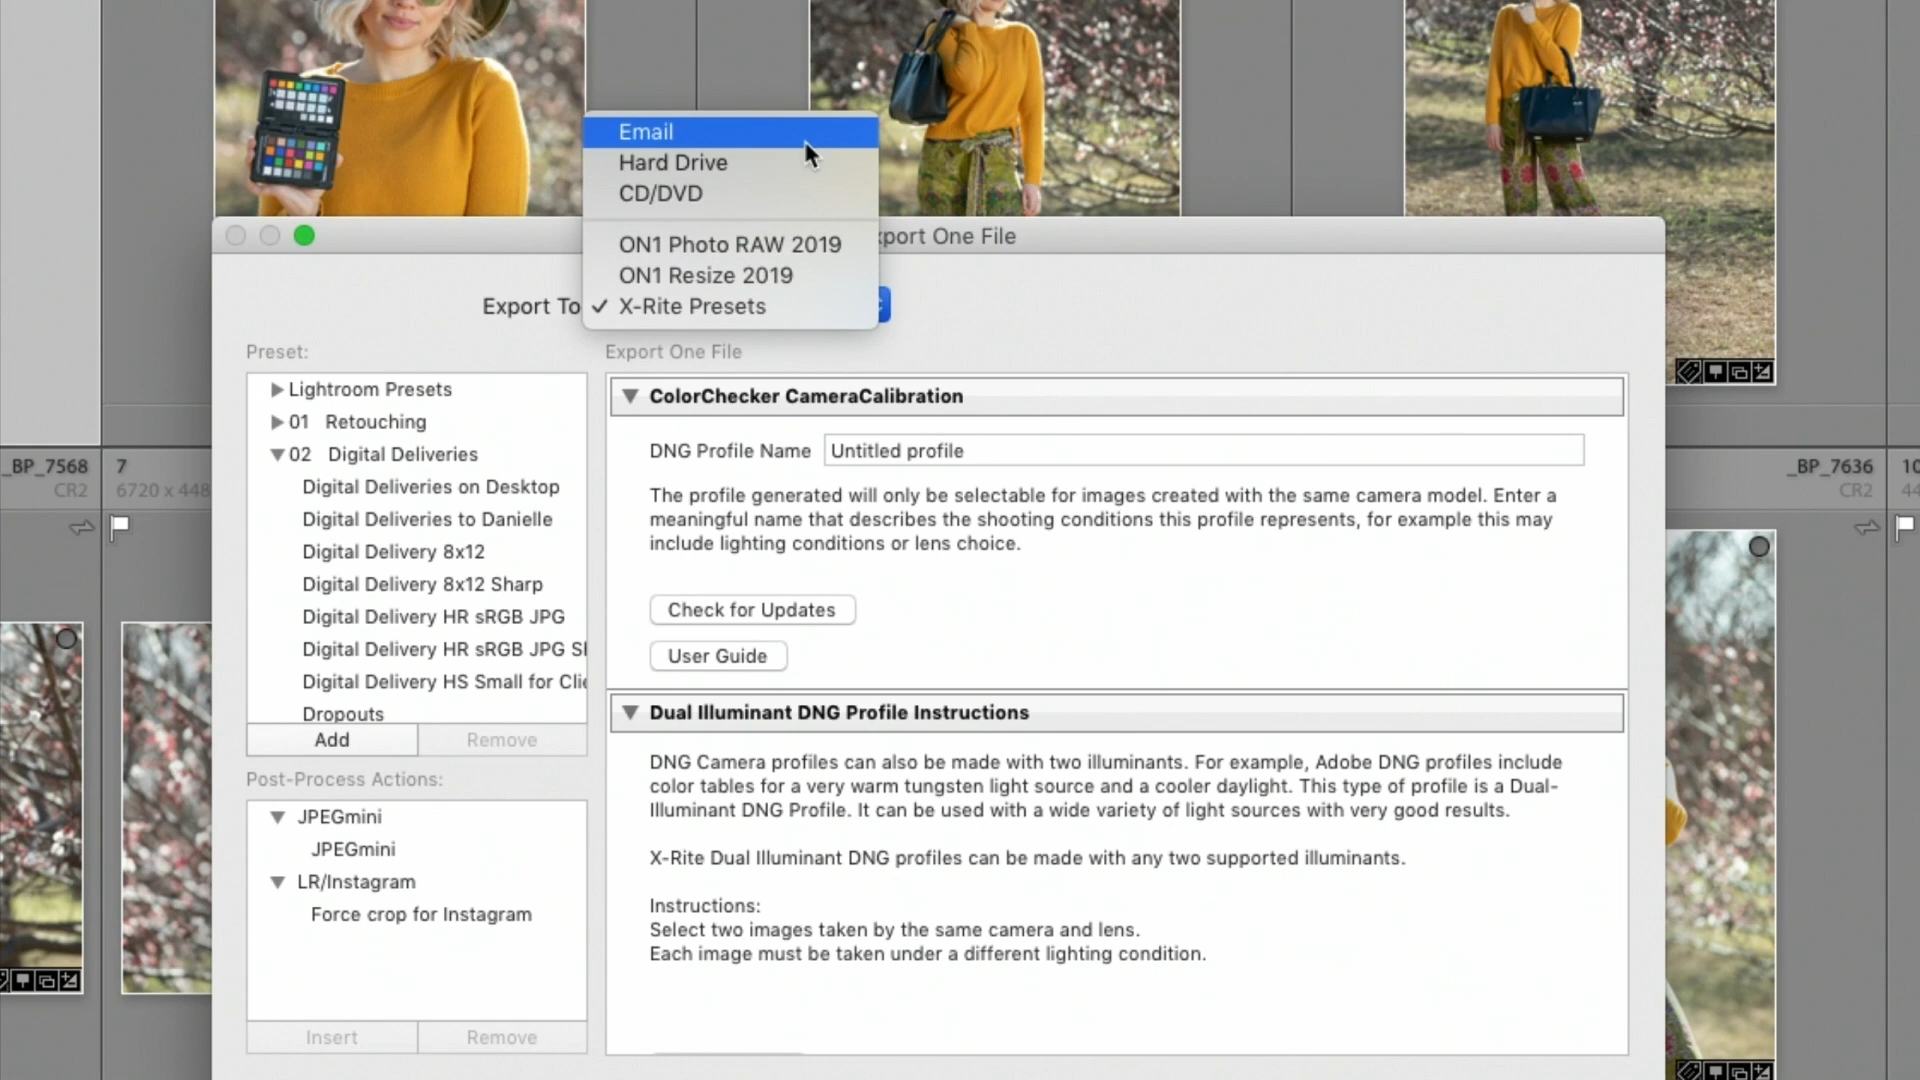 Email
Hard Drive
CD/DVD
ON1 Photo RAW 2019
ON1 Resize 2019
✓ X-Rite Presets
xport One File
Export To
Preset:
Lightroom Presets
01 Retouching
02 Digital Deliveries
Digital Deliveries on Desktop
Digital Deliveries to Danielle
Digital Delivery 8x12
Digital Delivery 8x12 Sharp
Digital Delivery HR sRGB JPG
Digital Delivery HR sRGB JPG S
Digital Delivery HS Small for Clie
Dropouts
Add
Remove
Post-Process Actions:
JPEGmini
JPEGmini
LR/Instagram
Force crop for Instagram
Insert
Remove
Export One File
ColorChecker CameraCalibration
DNG Profile Name
Untitled profile
The profile generated will only be selectable for images created with the same camera model. Enter a
meaningful name that describes the shooting conditions this profile represents, for example this may
include lighting conditions or lens choice.
Check for Updates
User Guide
Dual Illuminant DNG Profile Instructions
DNG Camera profiles can also be made with two illuminants. For example, Adobe DNG profiles include
color tables for a very warm tungsten light source and a cooler daylight. This type of profile is a Dual-
Illuminant DNG Profile. It can be used with a wide variety of light sources with very good results.
X-Rite Dual Illuminant DNG profiles can be made with any two supported illuminants.
Instructions:
Select two images taken by the same camera and lens.
Each image must be taken under a different lighting condition.
_BP_7568
CR2
7
6720 x 448
_BP_7636
CR2
10
44